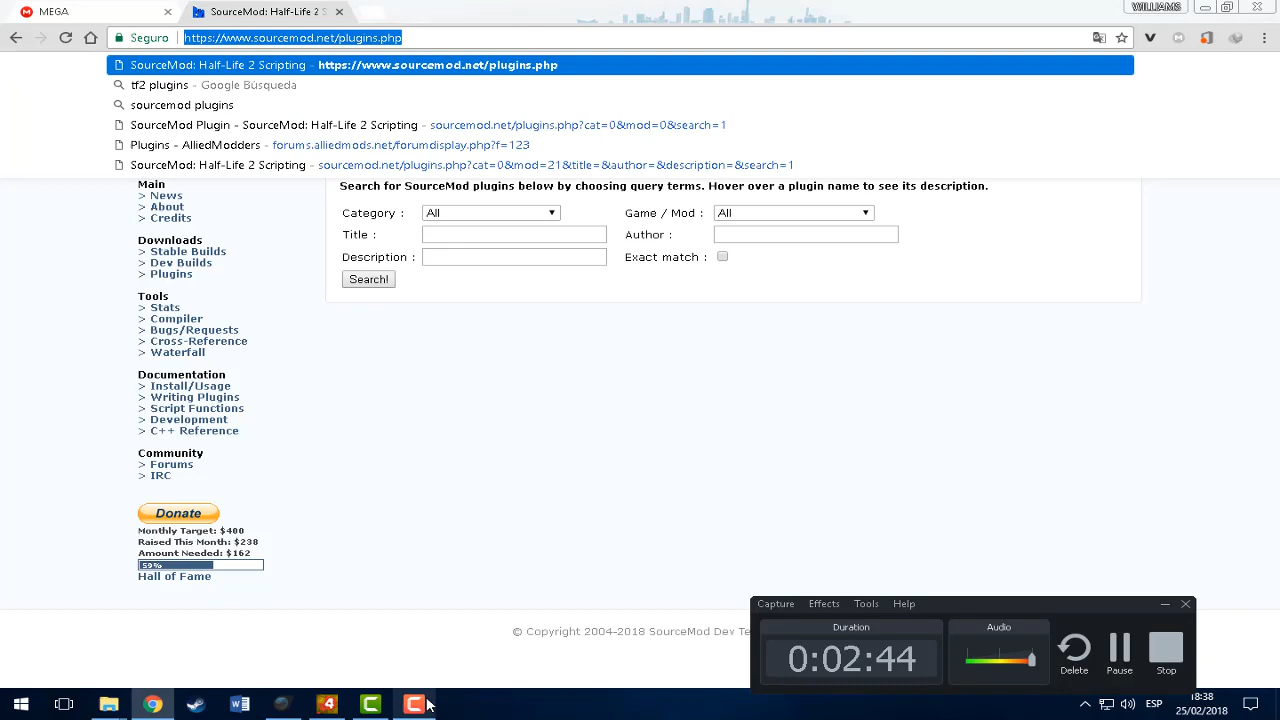 MEGA
SourceMod: Half-Life 2 S
WILLIAMS
Seguro
https://www.sourcemod.net/plugins.php
SourceMod: Half-Life 2 Scripting - https://www.sourcemod.net/plugins.php
tf2 plugins - Google Búsqueda
sourcemod plugins
SourceMod Plugin - SourceMod: Half-Life 2 Scripting - sourcemod.net/plugins.php?cat=0&mod=0&search=1
Plugins - AlliedModders - forums.alliedmods.net/forumdisplay.php?f=123
SourceMod: Half-Life 2 Scripting - sourcemod.net/plugins.php?cat=0&mod=21&title=&author=&description=&search=1
Main
> News
> About
> Credits
Downloads
> Stable Builds
> Dev Builds
> Plugins
Tools
> Stats
> Compiler
> Bugs/Requests
> Cross-Reference
> Waterfall
Documentation
> Install/Usage
> Writing Plugins
> Script Functions
> Development
> C++ Reference
Community
> Forums
> IRC
Donate
Monthly Target: $400
Raised This Month: $238
Amount Needed: $162
59%
Hall of Fame
Search for SourceMod plugins below by choosing query terms. Hover over a plugin name to see its description.
Category : All Game / Mod : All
Title : Author :
Description : Exact match :
Search!
© Copyright 2004-2018 SourceMod Dev Te
Capture Effects Tools Help
Duration
0:02:44
Audio
Delete
Pause
Stop
4
ESP
18:38
25/02/2018